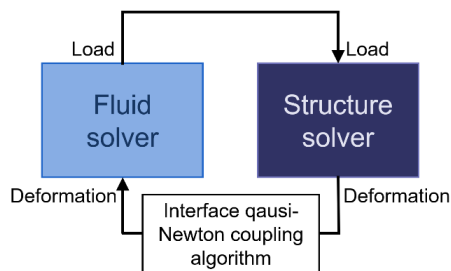 Load
Load
Fluid
solver
Structure
solver
Deformation
Deformation
Interface qausi-
Newton coupling
algorithm